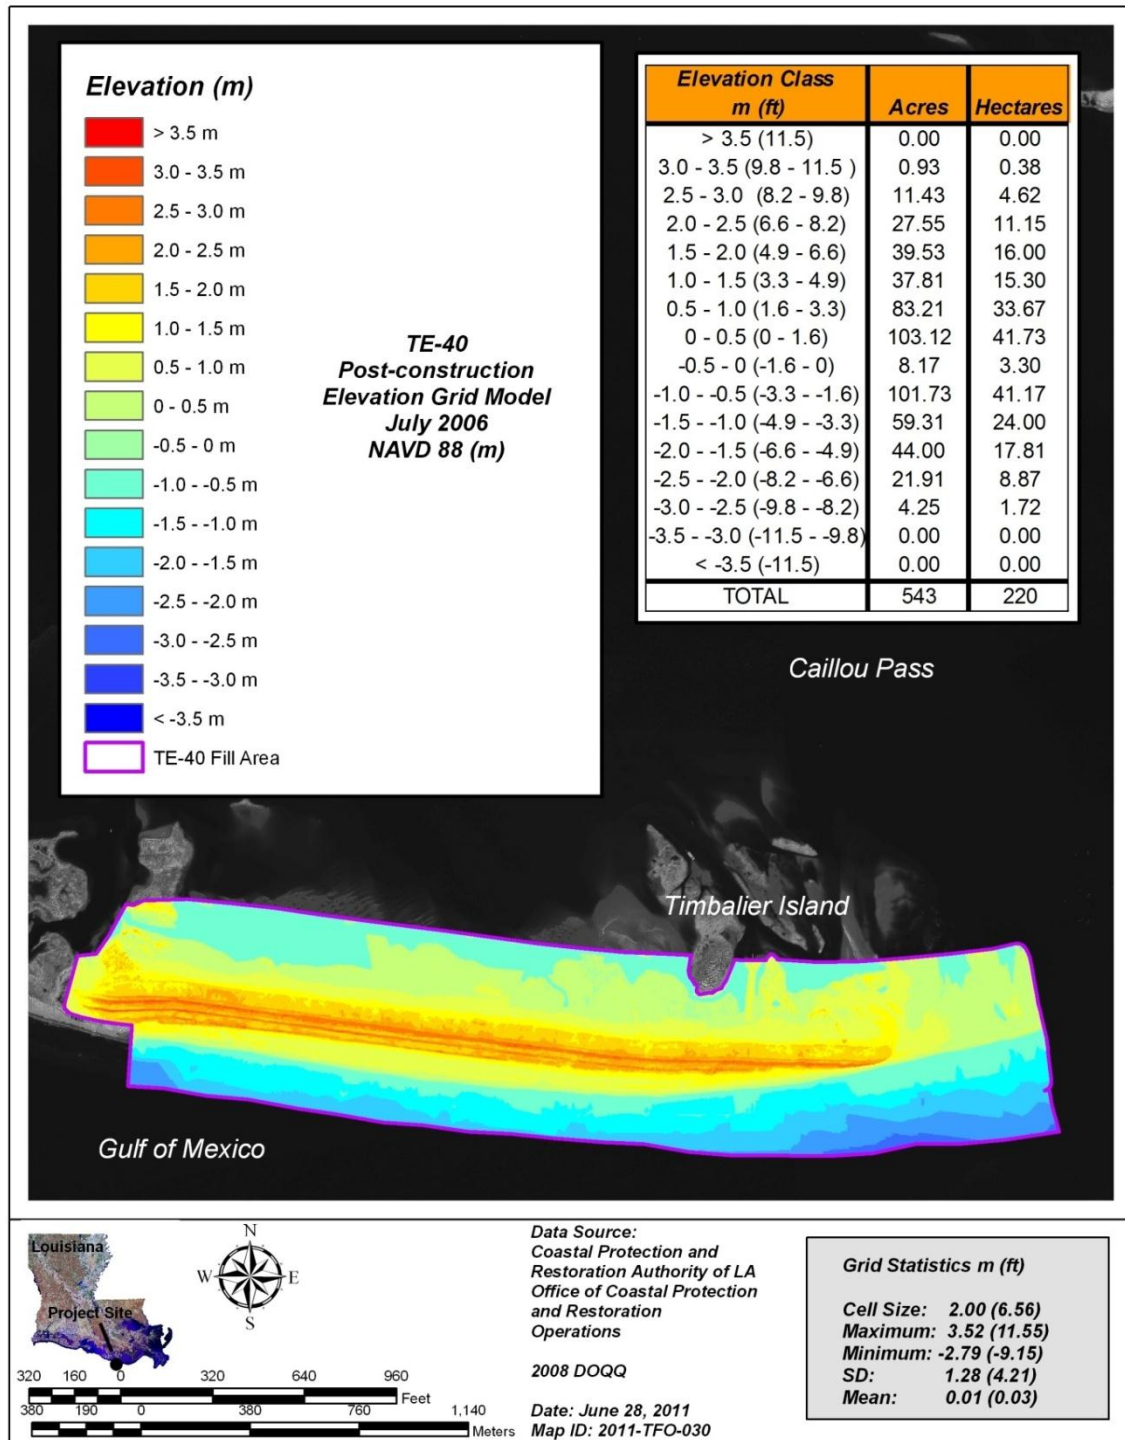 Elevation (m)
> 3.5 m
3.0 - 3.5 m
2.5 - 3.0 m
2.0 - 2.5 m
1.5 - 2.0 m
1.0 - 1.5 m
0.5 - 1.0 m
0 - 0.5 m
-0.5 - 0 m
-1.0 - -0.5 m
-1.5 - -1.0 m
-2.0 - -1.5 m
-2.5 - -2.0 m
-3.0 - -2.5 m
-3.5 - -3.0 m
< -3.5 m
TE-40 Fill Area
TE-40
Post-construction
Elevation Grid Model
July 2006
NAVD 88 (m)
Elevation Class
m (ft) Acres Hectares
> 3.5 (11.5) 0.00 0.00
3.0 - 3.5 (9.8 - 11.5 ) 0.93 0.38
2.5 - 3.0 (8.2 - 9.8) 11.43 4.62
2.0 - 2.5 (6.6 - 8.2) 27.55 11.15
1.5 - 2.0 (4.9 - 6.6) 39.53 16.00
1.0 - 1.5 (3.3 - 4.9) 37.81 15.30
0.5 - 1.0 (1.6 - 3.3) 83.21 33.67
0 - 0.5 (0 - 1.6) 103.12 41.73
-0.5 - 0 (-1.6 - 0) 8.17 3.30
-1.0 - -0.5 (-3.3 - -1.6) 101.73 41.17
-1.5 - -1.0 (-4.9 - -3.3) 59.31 24.00
-2.0 - -1.5 (-6.6 - -4.9) 44.00 17.81
-2.5 - -2.0 (-8.2 - -6.6) 21.91 8.87
-3.0 - -2.5 (-9.8 - -8.2) 4.25 1.72
-3.5 - -3.0 (-11.5 - -9.8) 0.00 0.00
< -3.5 (-11.5) 0.00 0.00
TOTAL 543 220
Caillou Pass
Timbalier Island
Gulf of Mexico
Louisiana
Project Site
N
W E
S
320 160 0 320 640 960
Feet
380 190 0 380 760 1,140
Meters
Data Source:
Coastal Protection and
Restoration Authority of LA
Office of Coastal Protection
and Restoration
Operations
2008 DOQQ
Date: June 28, 2011
Map ID: 2011-TFO-030
Grid Statistics m (ft)
Cell Size: 2.00 (6.56)
Maximum: 3.52 (11.55)
Minimum: -2.79 (-9.15)
SD: 1.28 (4.21)
Mean: 0.01 (0.03)